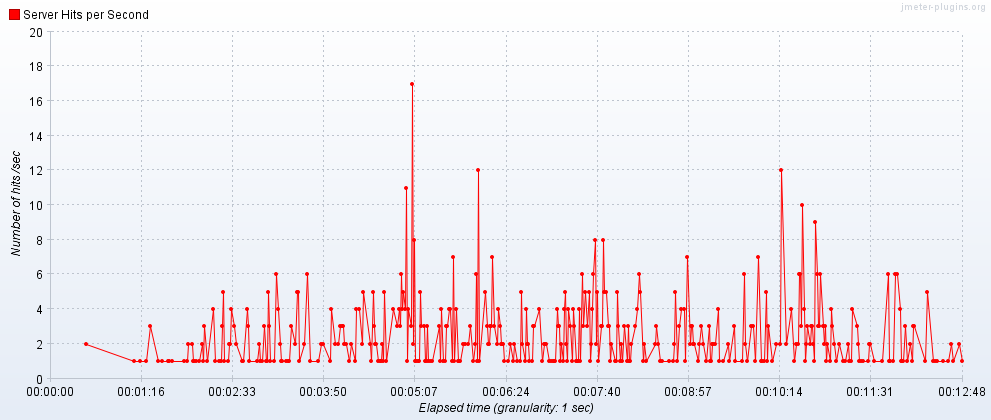 Server Hits per Second
jmeter-plugins.org
20
18
16
14
12
10
8
6
4
2
0
Number of hits /sec
00:00:00 00:01:16 00:02:33 00:03:50 00:05:07 00:06:24 00:07:40 00:08:57 00:10:14 00:11:31 00:12:48
Elapsed time (granularity: 1 sec)